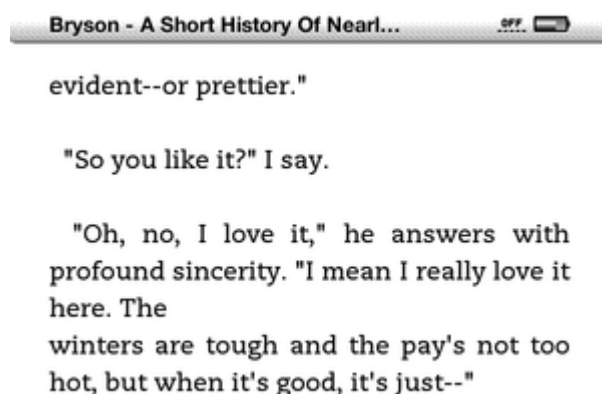 Bryson - A Short History Of Nearl...
OFF
evident--or prettier."
"So you like it?" I say.
"Oh, no, I love it," he answers with
profound sincerity. "I mean I really love it
here. The
winters are tough and the pay's not too
hot, but when it's good, it's just--"